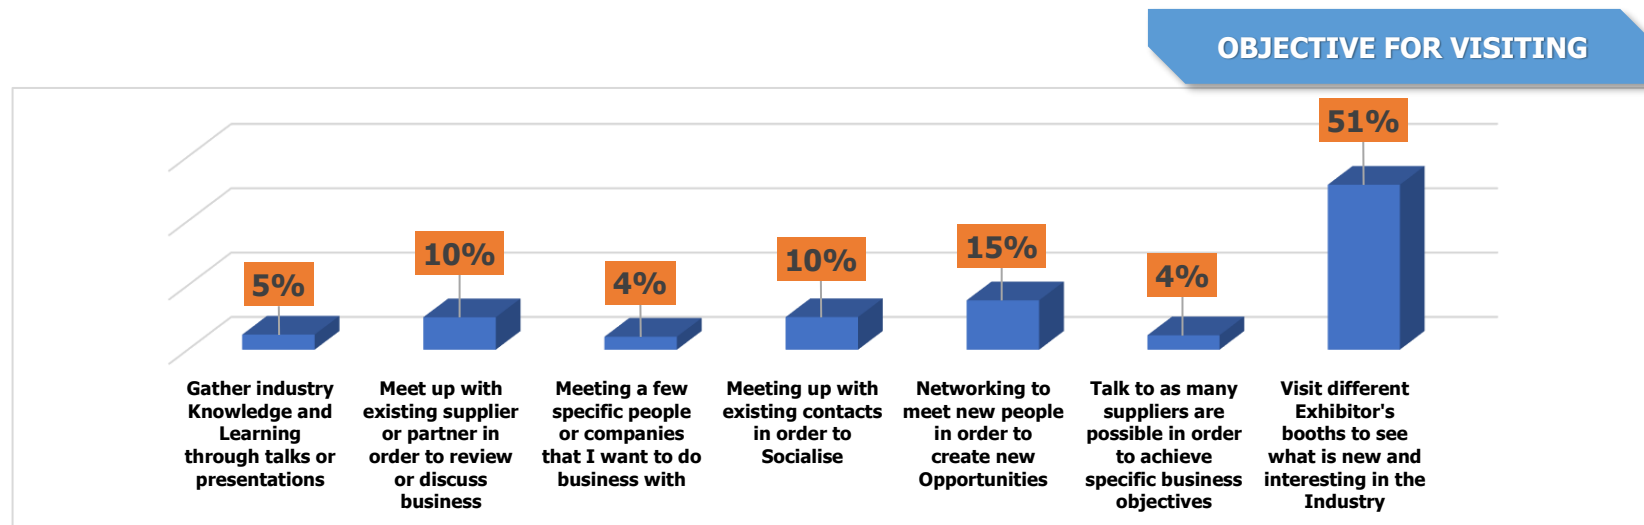 OBJECTIVE FOR VISITING
51%
5%
10%
4%
10%
15%
4%
Gather industry
Knowledge and
Learning
through talks or
presentations
Meet up with
existing supplier
or partner in
order to review
or discuss
business
Meeting a few
specific people
or companies
that I want to do
business with
Meeting up with
existing contacts
in order to
Socialise
Networking to
meet new people
in order to
create new
Opportunities
Talk to as many
suppliers are
possible in order
to achieve
specific business
objectives
Visit different
Exhibitor's
booths to see
what is new and
interesting in the
Industry